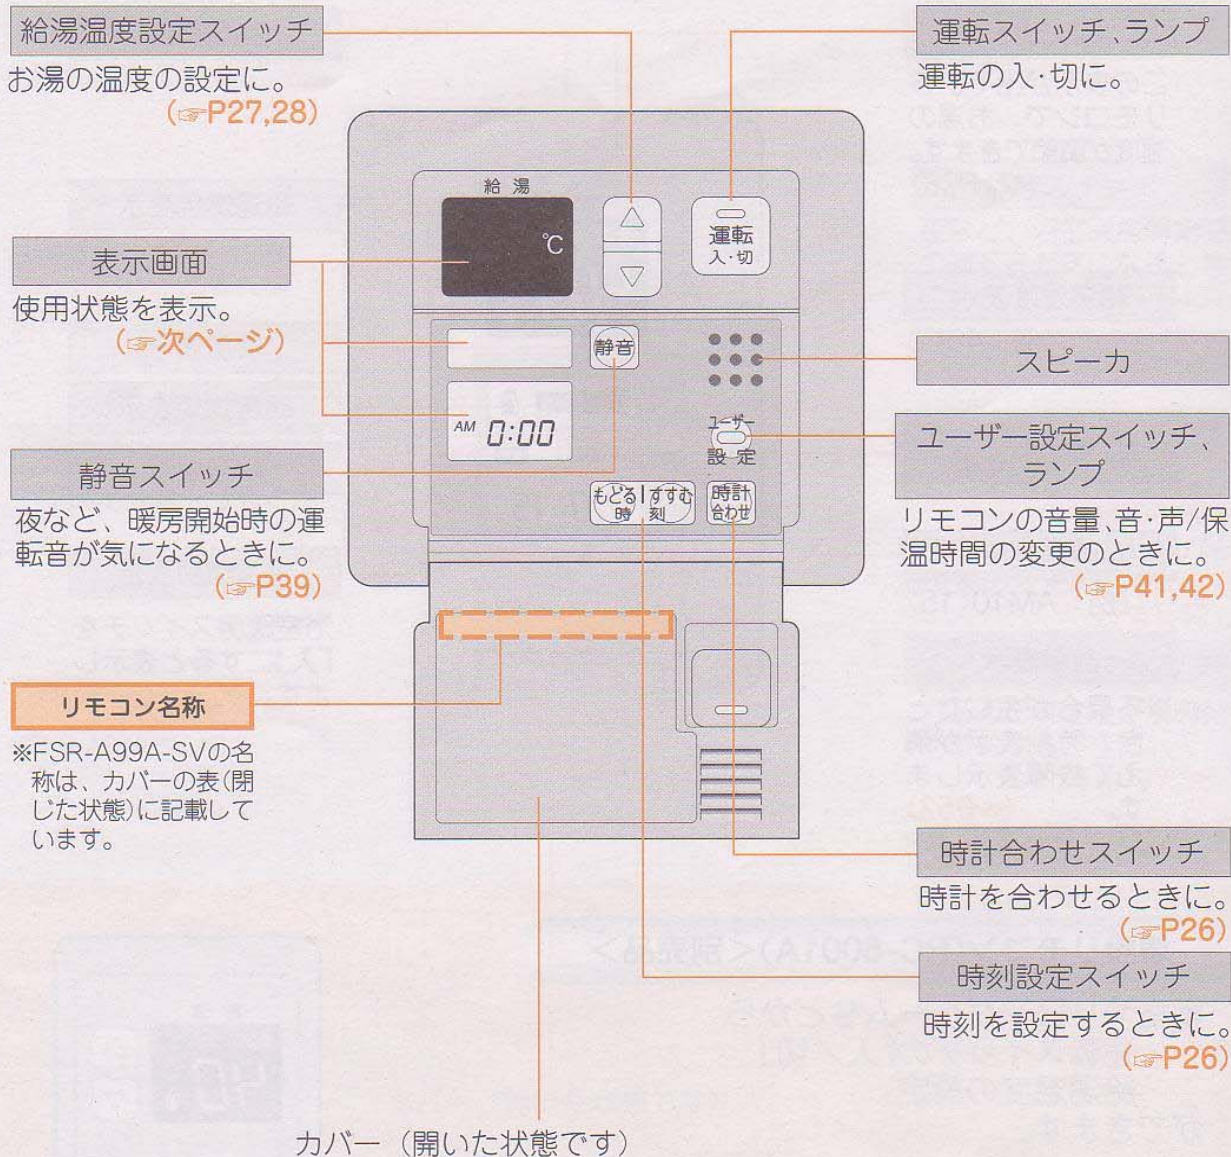 給湯温度設定スイッチ
お湯の温度の設定に。
(☞P27,28)
運転スイッチ、ランプ
運転の入・切に。
給 湯
℃
△
▽
運転
入・切
表示画面
使用状態を表示。
(☞次ページ)
静音
AM 0:00
スピーカ
ユーザー
設 定
ユーザー設定スイッチ、
ランプ
リモコンの音量、音・声/保
温時間の変更のときに。
(☞P41,42)
静音スイッチ
夜など、暖房開始時の運
転音が気になるときに。
(☞P39)
もどる|すすむ
時 刻
時計
合わせ
リモコン名称
※FSR-A99A-SVの名
称は、カバーの表(閉
じた状態)に記載して
います。
時計合わせスイッチ
時計を合わせるときに。
(☞P26)
時刻設定スイッチ
時刻を設定するときに。
(☞P26)
カバー(開いた状態です)